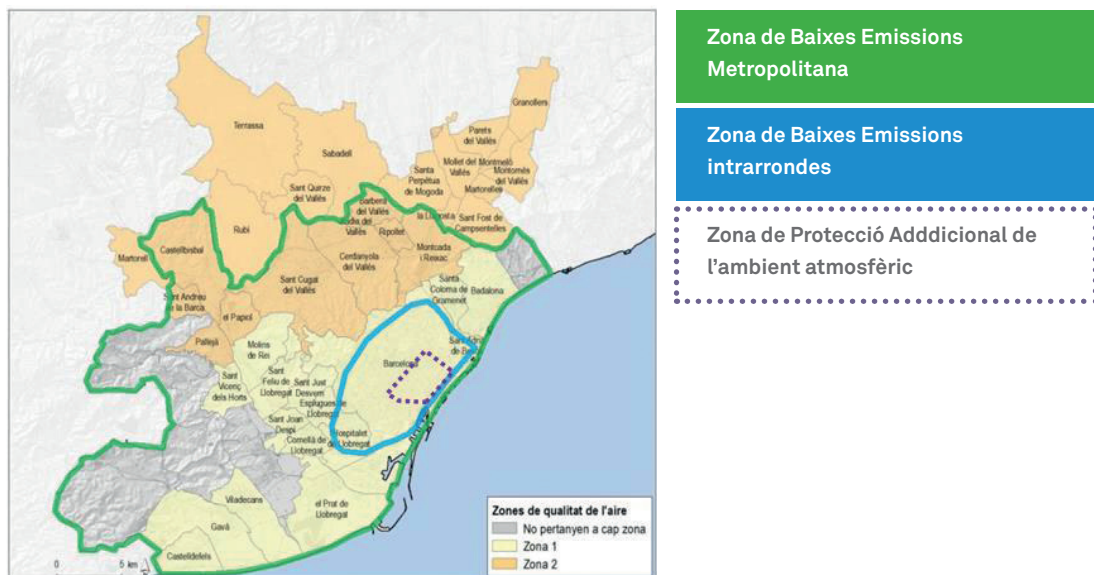 Granollers
Terrassa
Parets
del Vallès
Sabadell
Mollet del
Vallès
Montmeló
Santa
Perpètua
de Mogoda
Montornès
del Vallès
Martorelles
Sant Quirze
del Vallès
Barberà
del Vallès
Rubí
la Llagosta
Sant Fost de
Campsentelles
Castellbisbal
Ripollet
Martorell
Cerdanyola
del Vallès
Montcada
i Reixac
Sant Cugat
del Vallès
Santa
Coloma de
Gramenet
Badalona
Sant Andreu
de la Barca
el Papiol
Pallejà
Molins
de Rei
Barcelona
Sant
Vicenç
dels Horts
Sant
Feliu de
Llobregat
Sant Just
Desvern
Esplugues de
Llobregat
Sant Joan
Despí
Cornellà de
Llobregat
Hospitalet
de Llobregat
Viladecans
el Prat de
Llobregat
Gavà
Castelldefels
0 5 km
Zones de qualitat de l'aire
No pertanyen a cap zona
Zona 1
Zona 2
Zona de Baixes Emissions
Metropolitana
Zona de Baixes Emissions
intrarrondes
Zona de Protecció Adddicional de
l'ambient atmosfèric